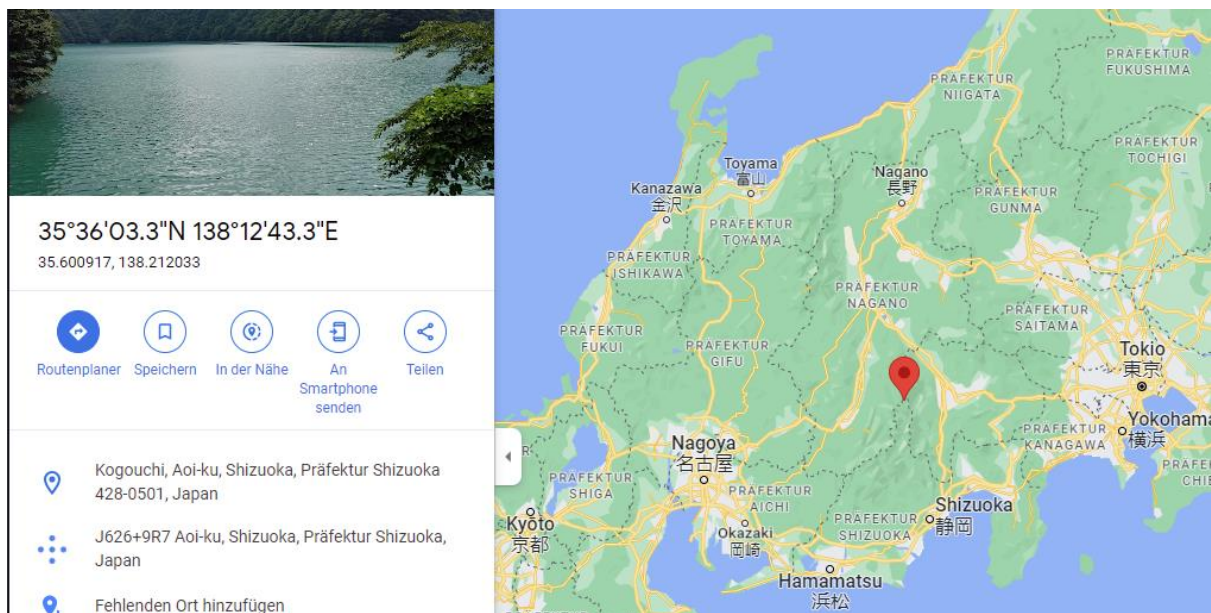 35°36'03.3"N 138°12'43.3"E
35.600917, 138.212033
Routenplaner
Speichern
In der Nähe
An
Smartphone
senden
Teilen
Kogouchi, Aoi-ku, Shizuoka, Präfektur Shizuoka
428-0501, Japan
J626+9R7 Aoi-ku, Shizuoka, Präfektur Shizuoka,
Japan
Fehlenden Ort hinzufügen
PRÄFEKTUR
FUKUSHIMA
PRÄFEKTUR
NIIGATA
PRÄFEKTUR
TOCHIGI
Toyama
富山
Nagano
長野
Kanazawa
金沢
PRÄFEKTUR
GUNMA
PRÄFEKTUR
TOYAMA
PRÄFEKTUR
ISHIKAWA
PRÄFEKTUR
NAGANO
PRÄFEKTUR
SAITAMA
PRÄFEKTUR
FUKUI
PRÄFEKTUR
GIFU
Tokio
東京
Yokohama
横浜
PRÄFEKTUR
KANAGAWA
Nagoya
名古屋
R
PRÄFEKTUR
SHIGA
PRÄFEKTUR
AICHI
PRÄFE
CHI
Shizuoka
静岡
Kyōto
京都
Okazaki
岡崎
PRÄFEKTUR
SHIZUOKA
Hamamatsu
浜松